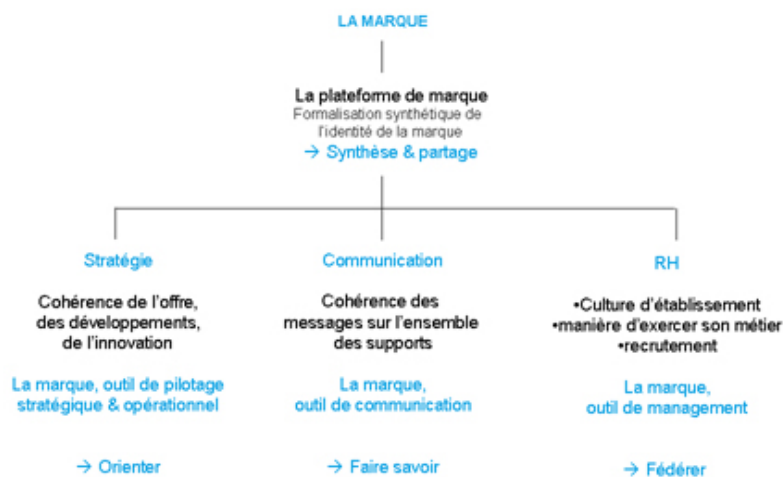 LA MARQUE
La plateforme de marque
Formalisation synthétique de
l'identité de la marque
→ Synthèse & partage
Stratégie
Cohérence de l'offre,
des développements,
de l'innovation
La marque, outil de pilotage
stratégique & opérationnel
→ Orienter
Communication
Cohérence des
messages sur l'ensemble
des supports
La marque,
outil de communication
→ Faire savoir
RH
•Culture d'établissement
•manière d'exercer son métier
•recrutement
La marque,
outil de management
→ Fédérer